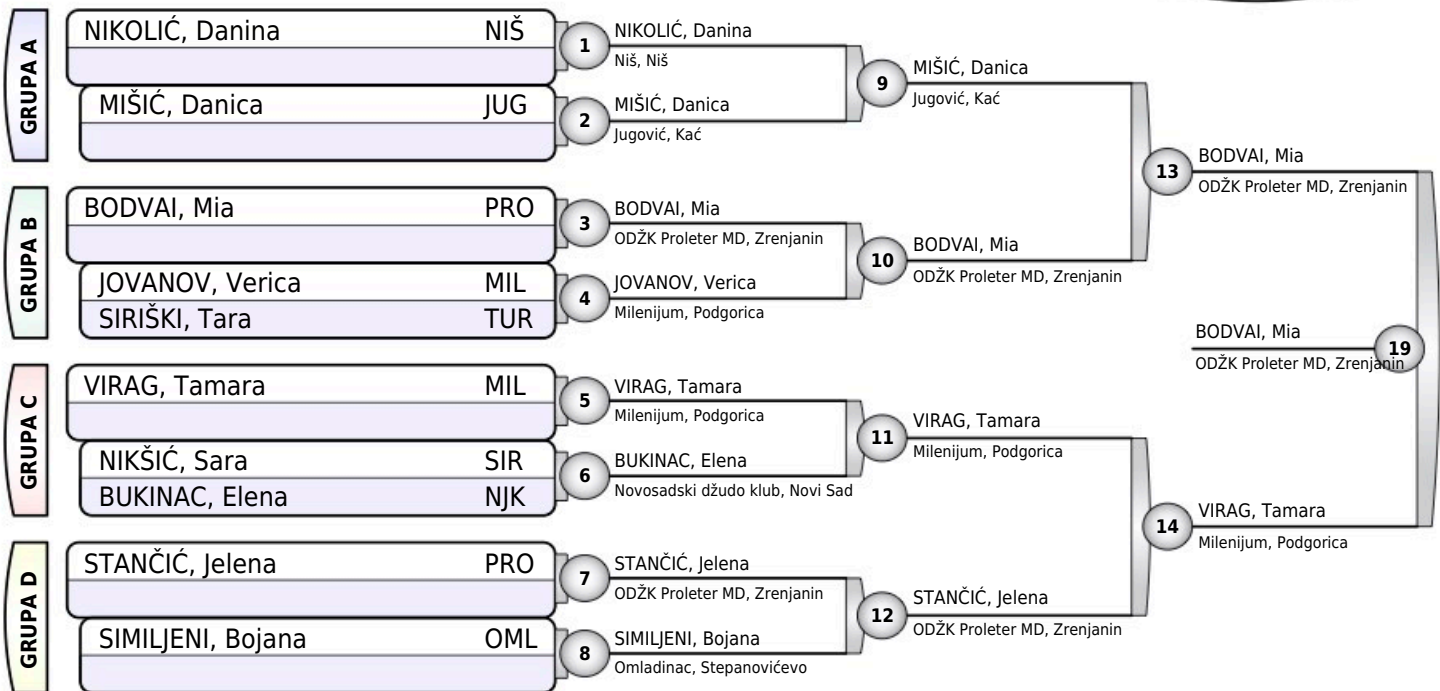 GRUPA A
NIKOLIĆ, Danina NIŠ
MIŠIĆ, Danica JUG
GRUPA B
BODVAI, Mia PRO
JOVANOV, Verica MIL
SIRIŠKI, Tara TUR
GRUPA C
VIRAG, Tamara MIL
NIKŠIĆ, Sara SIR
BUKINAC, Elena NJK
GRUPA D
STANČIĆ, Jelena PRO
SIMILJENI, Bojana OML
1
NIKOLIĆ, Danina
Niš, Niš
2
MIŠIĆ, Danica
Jugović, Kać
3
BODVAI, Mia
ODŽK Proleter MD, Zrenjanin
4
JOVANOV, Verica
Milenijum, Podgorica
5
VIRAG, Tamara
Milenijum, Podgorica
6
BUKINAC, Elena
Novosadski džudo klub, Novi Sad
7
STANČIĆ, Jelena
ODŽK Proleter MD, Zrenjanin
8
SIMILJENI, Bojana
Omladinac, Stepanovićevo
9
MIŠIĆ, Danica
Jugović, Kać
10
BODVAI, Mia
ODŽK Proleter MD, Zrenjanin
11
VIRAG, Tamara
Milenijum, Podgorica
12
STANČIĆ, Jelena
ODŽK Proleter MD, Zrenjanin
13
BODVAI, Mia
ODŽK Proleter MD, Zrenjanin
14
VIRAG, Tamara
Milenijum, Podgorica
BODVAI, Mia
19
ODŽK Proleter MD, Zrenjanin